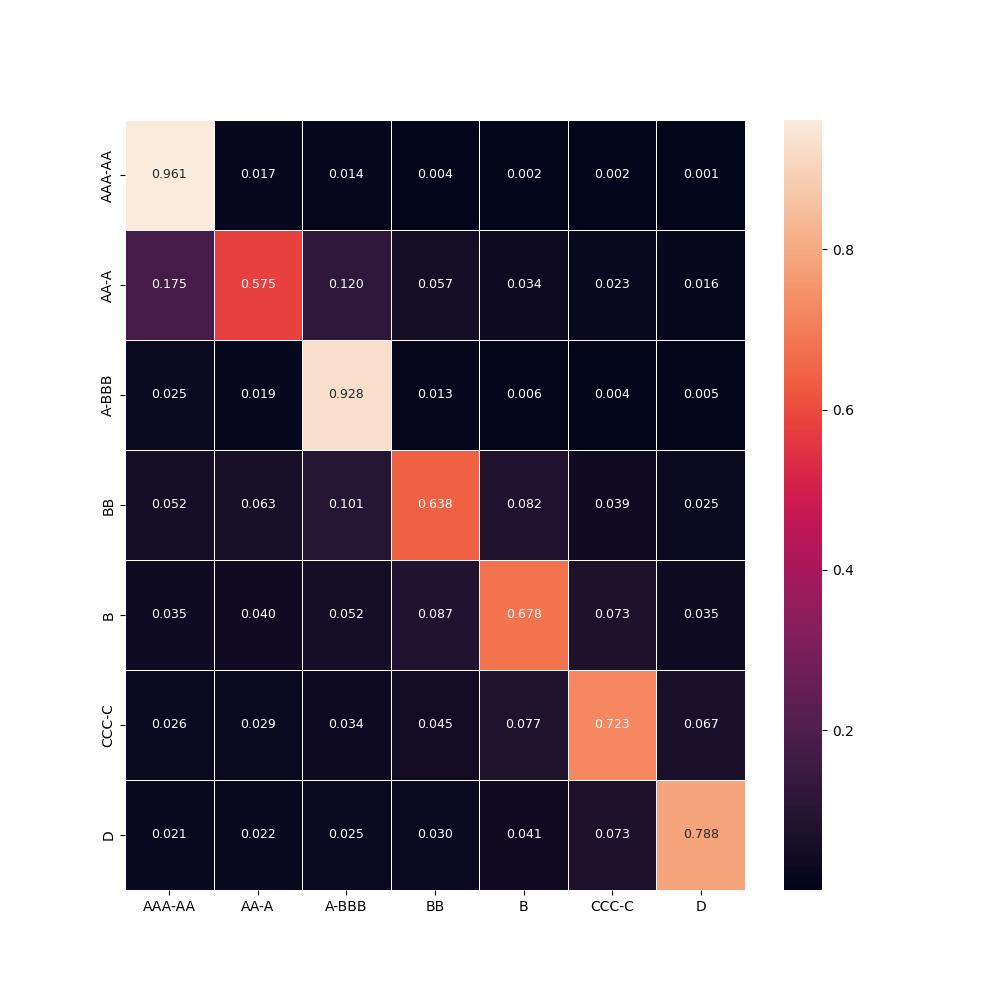 AAA-AA 0.961 0.017 0.014 0.004 0.002 0.002 0.001
AA-A 0.175 0.575 0.120 0.057 0.034 0.023 0.016
A-BBB 0.025 0.019 0.928 0.013 0.006 0.004 0.005
BB 0.052 0.063 0.101 0.638 0.082 0.039 0.025
B 0.035 0.040 0.052 0.087 0.678 0.073 0.035
CCC-C 0.026 0.029 0.034 0.045 0.077 0.723 0.067
D 0.021 0.022 0.025 0.030 0.041 0.073 0.788
AAA-AA AA-A A-BBB BB B CCC-C D
0.8
0.6
0.4
0.2